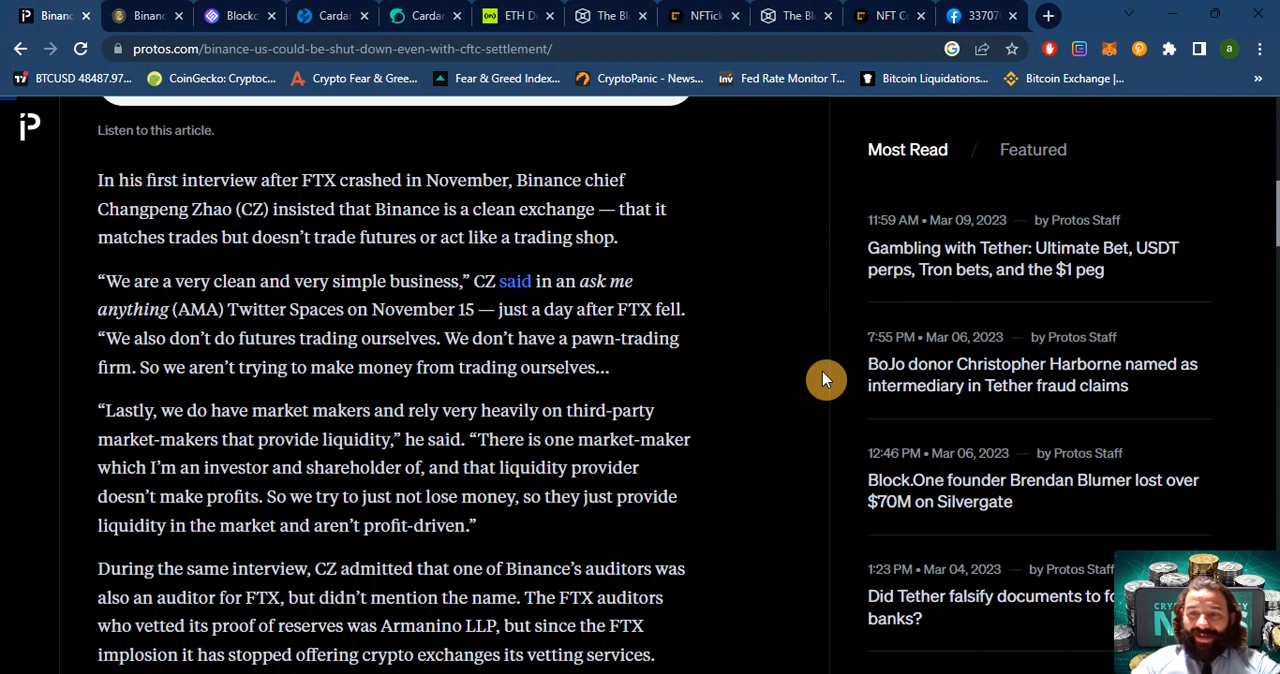 Binanc
Binanc
Blockc
Cardar
Cardar
ETH D
The Bl
NFTick
The Bl
NFT C
33707
protos.com/binance-us-could-be-shut-down-even-with-cftc-settlement/
a
BTCUSD 48487.97...
CoinGecko: Cryptoc...
Crypto Fear & Gree...
Fear & Greed Index...
CryptoPanic - News...
Fed Rate Monitor T...
Bitcoin Liquidations...
Bitcoin Exchange |...
Listen to this article.
In his first interview after FTX crashed in November, Binance chief
Changpeng Zhao (CZ) insisted that Binance is a clean exchange — that it
matches trades but doesn’t trade futures or act like a trading shop.
“We are a very clean and very simple business,” CZ said in an ask me
anything (AMA) Twitter Spaces on November 15 — just a day after FTX fell.
“We also don’t do futures trading ourselves. We don’t have a pawn-trading
firm. So we aren’t trying to make money from trading ourselves...
“Lastly, we do have market makers and rely very heavily on third-party
market-makers that provide liquidity,” he said. “There is one market-maker
which I’m an investor and shareholder of, and that liquidity provider
doesn’t make profits. So we try to just not lose money, so they just provide
liquidity in the market and aren’t profit-driven.”
During the same interview, CZ admitted that one of Binance’s auditors was
also an auditor for FTX, but didn’t mention the name. The FTX auditors
who vetted its proof of reserves was Armanino LLP, but since the FTX
implosion it has stopped offering crypto exchanges its vetting services.
Most Read / Featured
11:59 AM • Mar 09, 2023 — by Protos Staff
Gambling with Tether: Ultimate Bet, USDT
perps, Tron bets, and the $1 peg
7:55 PM • Mar 06, 2023 — by Protos Staff
BoJo donor Christopher Harborne named as
intermediary in Tether fraud claims
12:46 PM • Mar 06, 2023 — by Protos Staff
Block.One founder Brendan Blumer lost over
$70M on Silvergate
1:23 PM • Mar 04, 2023 — by Protos Staff
Did Tether falsify documents to fo
banks?